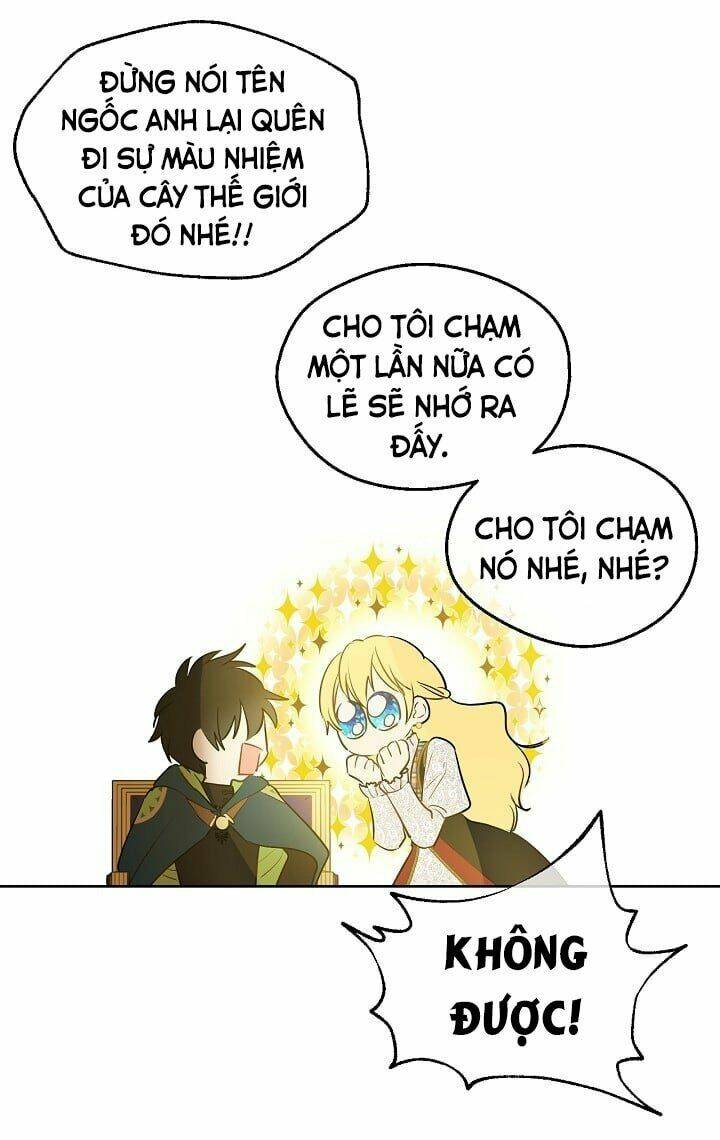 ĐỪNG NÓI TÊN
NGỐC ANH LẠI QUÊN
ĐI SỰ MÀU NHIỆM
CỦA CÂY THẾ GIỚI
ĐÓ NHÉ!!
CHO TÔI CHẠM
MỘT LẦN NỮA CÓ
LẼ SẼ NHỚ RA
ĐẤY.
CHO TÔI CHẠM
NÓ NHÉ, NHÉ?
KHÔNG
ĐƯỢC!